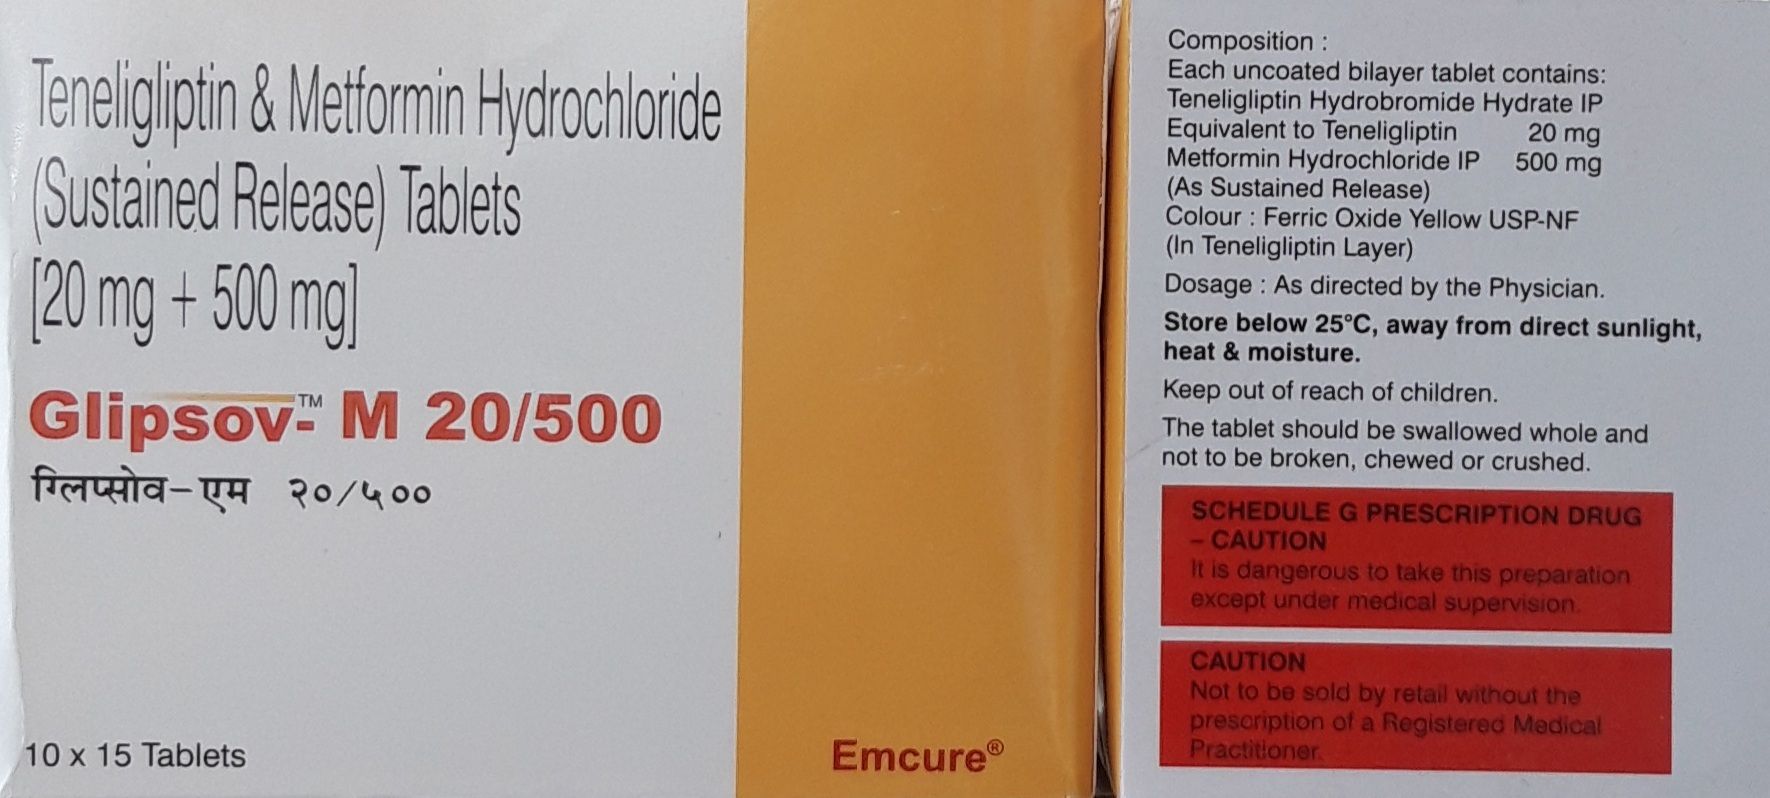 Teneligliptin & Metformin Hydrochloride
(Sustained Release) Tablets
[20 mg + 500 mg]
Glipsov-™ M 20/500
ग्लिप्सोव-एम २०/५००
10 x 15 Tablets
Emcure®
Composition :
Each uncoated bilayer tablet contains:
Teneligliptin Hydrobromide Hydrate IP
Equivalent to Teneligliptin 20 mg
Metformin Hydrochloride IP 500 mg
(As Sustained Release)
Colour : Ferric Oxide Yellow USP-NF
(In Teneligliptin Layer)
Dosage : As directed by the Physician.
Store below 25°C, away from direct sunlight,
heat & moisture.
Keep out of reach of children.
The tablet should be swallowed whole and
not to be broken, chewed or crushed.
SCHEDULE G PRESCRIPTION DRUG
– CAUTION
It is dangerous to take this preparation
except under medical supervision.
CAUTION
Not to be sold by retail without the
prescription of a Registered Medical
Practitioner.